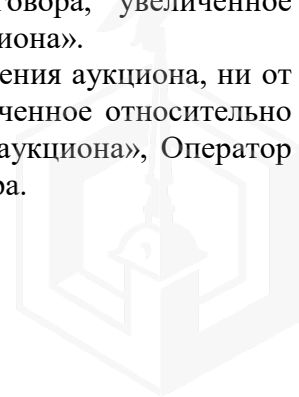 говора, увеличенное
иона».
ения аукциона, ни от
ченное относительно
аукциона», Оператор
ра.